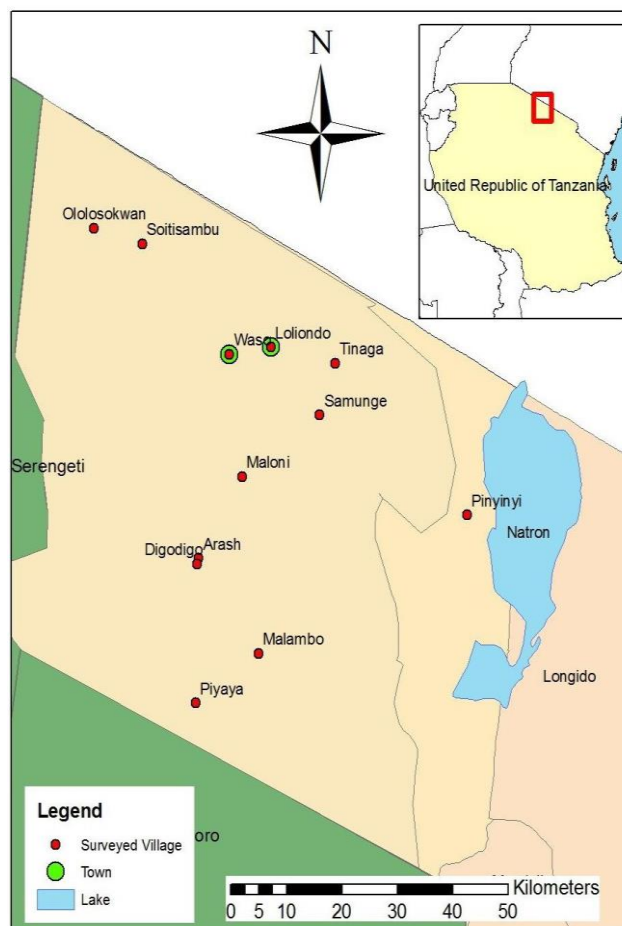 N
United Republic of Tanzania
Ololosokwan
Soitisambu
Waso
Loliondo
Tinaga
Samunge
Serengeti
Maloni
Pinyinyi
Natron
Digodigo
Arash
Malambo
Longido
Piyaya
Legend
Surveyed Village
Town
Lake
oro
Kilometers
0 5 10 20 30 40 50